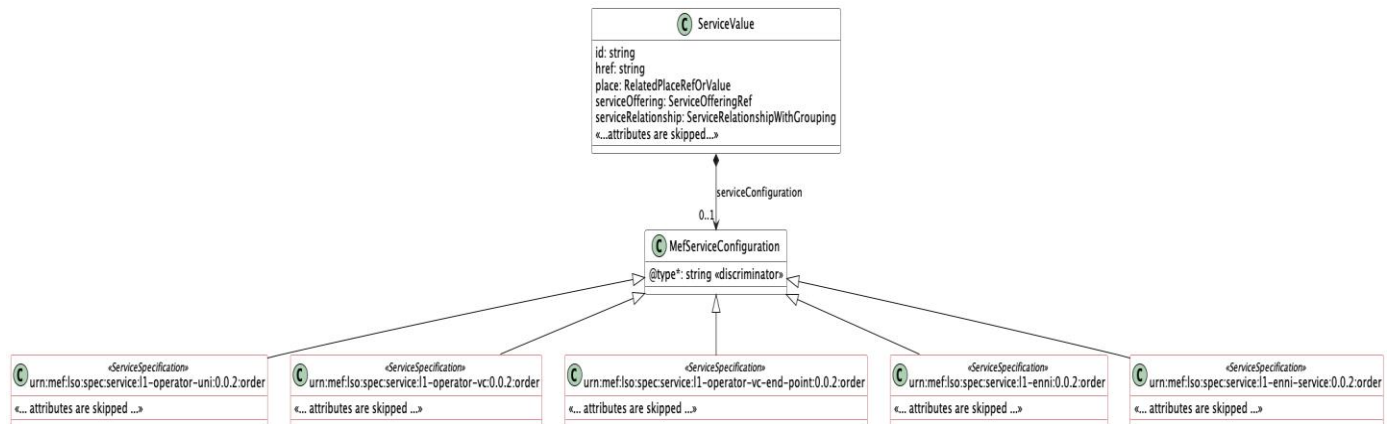 C ServiceValue
id: string
href: string
place: RelatedPlaceRefOrValue
serviceOffering: ServiceOfferingRef
serviceRelationship: ServiceRelationshipWithGrouping
«...attributes are skipped...»
serviceConfiguration
0..1
C MefServiceConfiguration
@type*: string «discriminator»
«ServiceSpecification»
C urn:mef:lso:spec:service:l1-operator-uni:0.0.2:order
«... attributes are skipped ...»
«ServiceSpecification»
C urn:mef:lso:spec:service:l1-operator-vc:0.0.2:order
«... attributes are skipped ...»
«ServiceSpecification»
C urn:mef:lso:spec:service:l1-operator-vc-end-point:0.0.2:order
«... attributes are skipped ...»
«ServiceSpecification»
C urn:mef:lso:spec:service:l1-enni:0.0.2:order
«... attributes are skipped ...»
«ServiceSpecification»
C urn:mef:lso:spec:service:l1-enni-service:0.0.2:order
«... attributes are skipped ...»